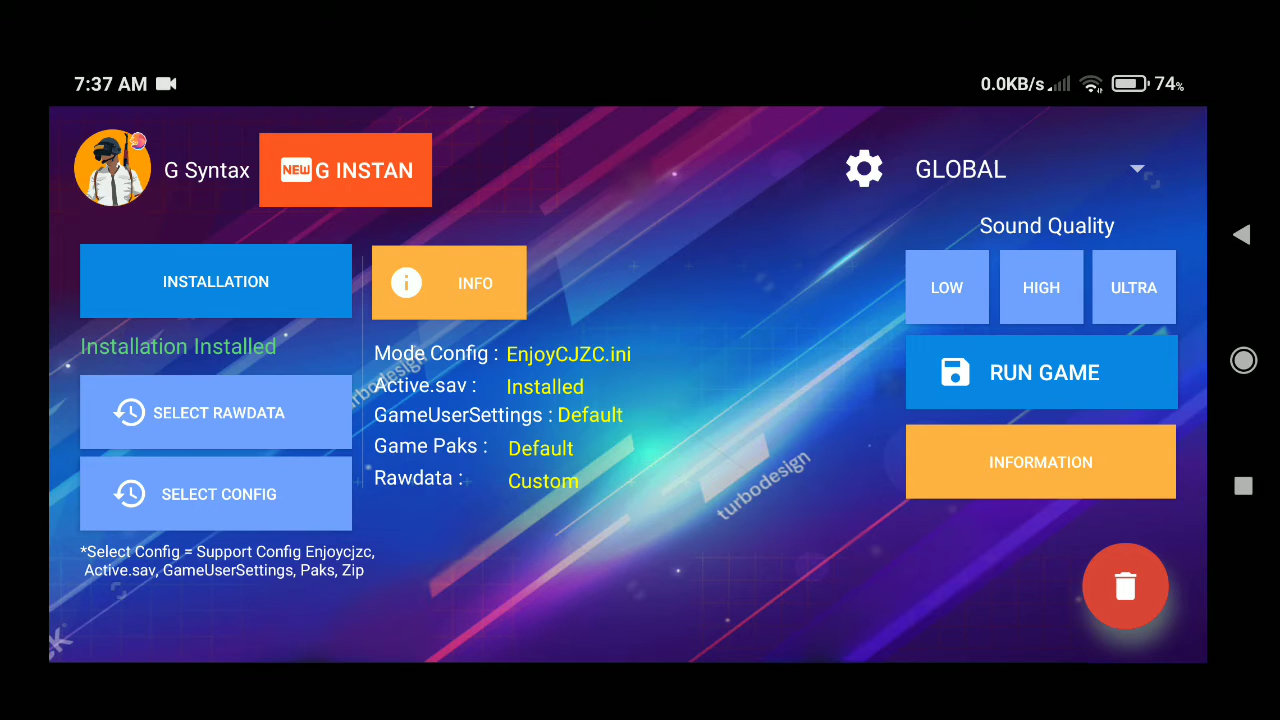 7:37 AM
0.0KB/s
74%
G Syntax
NEW G INSTAN
GLOBAL
Sound Quality
LOW
HIGH
ULTRA
INSTALLATION
INFO
Installation Installed
Mode Config : EnjoyCJZC.ini
Active.sav : Installed
GameUserSettings : Default
Game Paks : Default
Rawdata : Custom
SELECT RAWDATA
SELECT CONFIG
*Select Config = Support Config Enjoycjzc,
Active.sav, GameUserSettings, Paks, Zip
RUN GAME
INFORMATION
turbodesign
turbodesign